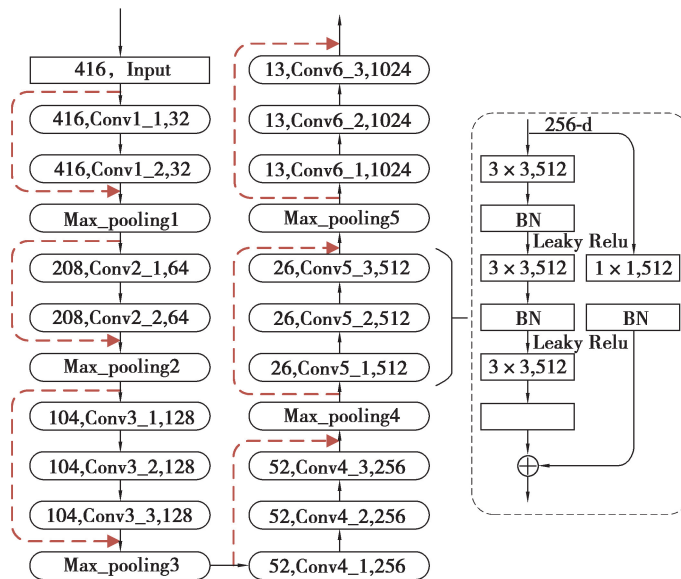 416, Input
416,Conv1_1,32
416,Conv1_2,32
Max_pooling1
208,Conv2_1,64
208,Conv2_2,64
Max_pooling2
104,Conv3_1,128
104,Conv3_2,128
104,Conv3_3,128
Max_pooling3
13,Conv6_3,1024
13,Conv6_2,1024
13,Conv6_1,1024
Max_pooling5
26,Conv5_3,512
26,Conv5_2,512
26,Conv5_1,512
Max_pooling4
52,Conv4_3,256
52,Conv4_2,256
52,Conv4_1,256
256-d
3×3,512
BN
Leaky Relu
3×3,512
1×1,512
BN
BN
Leaky Relu
3×3,512